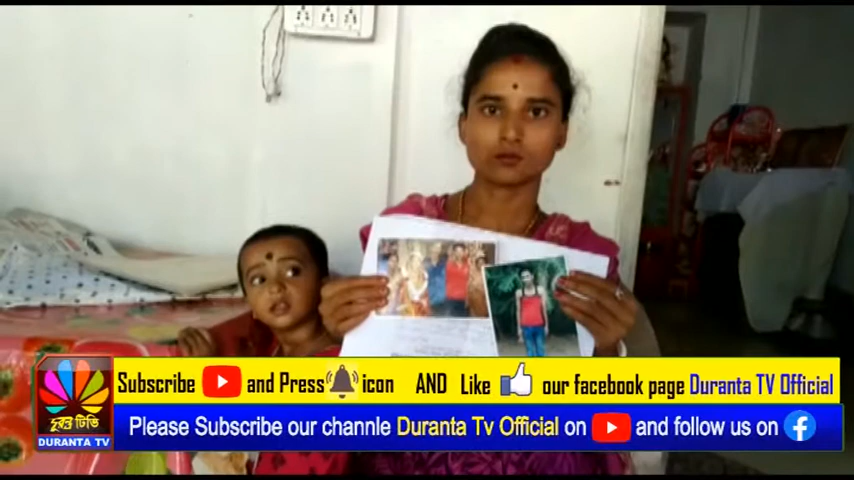 Subscribe and Press icon AND Like our facebook page Duranta TV Official
Please Subscribe our channle Duranta Tv Official on and follow us on
দুরন্ত টিভি
DURANTA TV